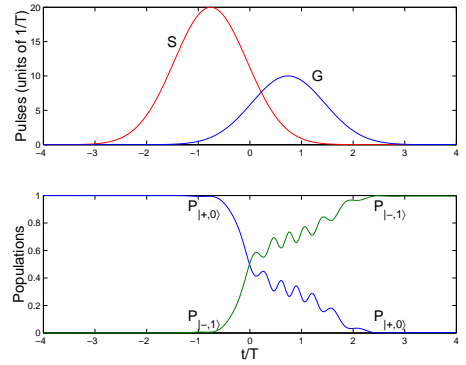 Pulses (units of 1/T)
20
15
10
5
0
S
G
−4 −3 −2 −1 0 1 2 3 4
Populations
1
0.8
0.6
0.4
0.2
0
P|+,0⟩
P|−,1⟩
P|−,1⟩
P|+,0⟩
−4 −3 −2 −1 0 1 2 3 4
t/T